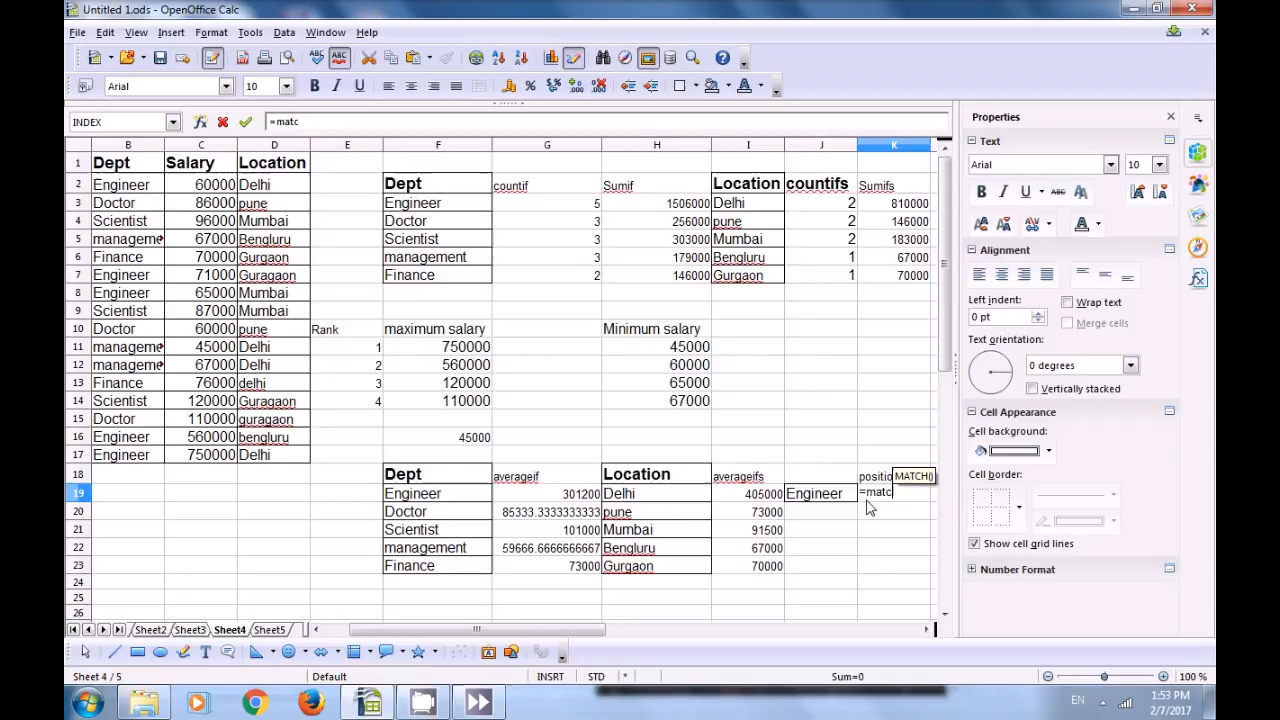 Untitled 1.ods - OpenOffice Calc
File Edit View Insert Format Tools Data Window Help
Arial 10
INDEX =matc
B C D E F G H I J K
1 Dept Salary Location
2 Engineer 60000 Delhi Dept countif Sumif Location countifs Sumifs
3 Doctor 86000 pune Engineer 5 1506000 Delhi 2 810000
4 Scientist 96000 Mumbai Doctor 3 256000 pune 2 146000
5 manageme 67000 Bengluru Scientist 3 303000 Mumbai 2 183000
6 Finance 70000 Gurgaon management 3 179000 Bengluru 1 67000
7 Engineer 71000 Guragaon Finance 2 146000 Gurgaon 1 70000
8 Engineer 65000 Mumbai
9 Scientist 87000 Mumbai
10 Doctor 60000 pune Rank maximum salary Minimum salary
11 manageme 45000 Delhi 1 750000 45000
12 manageme 67000 Delhi 2 560000 60000
13 Finance 76000 delhi 3 120000 65000
14 Scientist 120000 Guragaon 4 110000 67000
15 Doctor 110000 guragaon
16 Engineer 560000 bengluru 45000
17 Engineer 750000 Delhi
18 Dept averageif Location averageifs positio MATCH()
19 Engineer 301200 Delhi 405000 Engineer =matc
20 Doctor 85333.3333333333 pune 73000
21 Scientist 101000 Mumbai 91500
22 management 59666.6666666667 Bengluru 67000
23 Finance 73000 Gurgaon 70000
24
25
26
Sheet2 Sheet3 Sheet4 Sheet5
Sheet 4 / 5 Default INSRT STD * Sum=0 100 %
Properties
Text
Arial 10
Alignment
Left indent:
0 pt
Wrap text
Merge cells
Text orientation:
0 degrees
Vertically stacked
Cell Appearance
Cell background:
Cell border:
Show cell grid lines
Number Format
EN 1:53 PM
2/7/2017